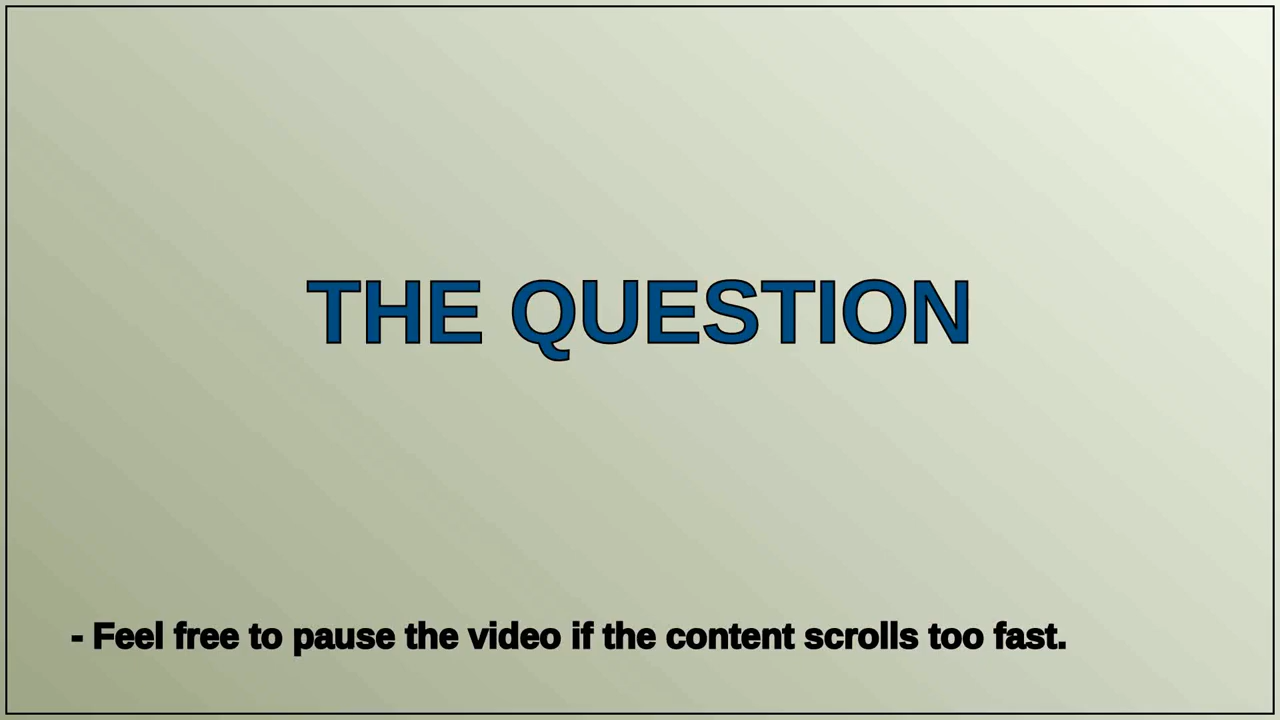 THE QUESTION
- Feel free to pause the video if the content scrolls too fast.